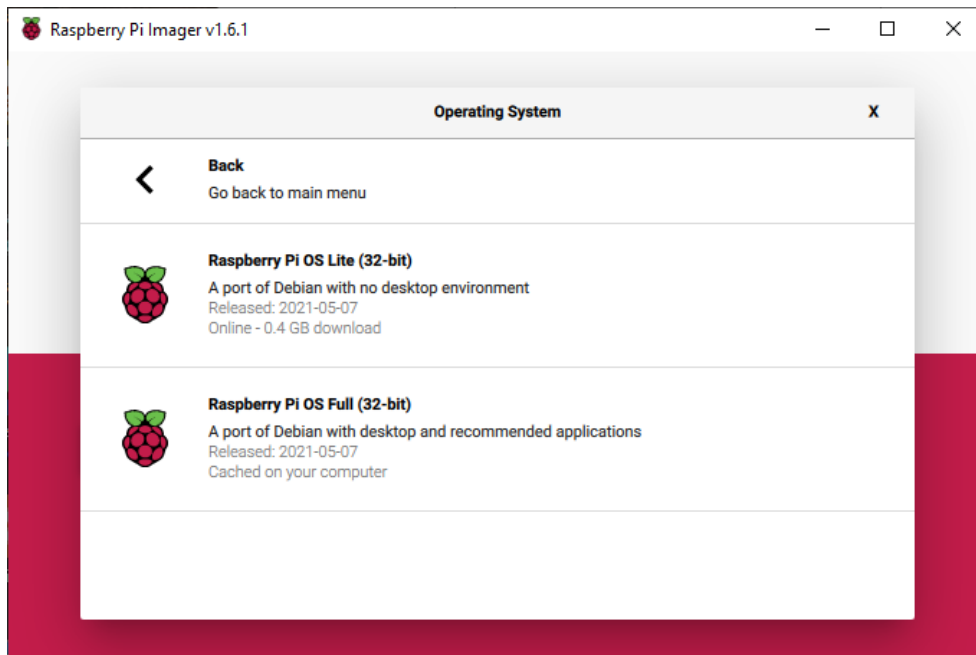 Raspberry Pi Imager v1.6.1
Operating System X
Back
Go back to main menu
Raspberry Pi OS Lite (32-bit)
A port of Debian with no desktop environment
Released: 2021-05-07
Online - 0.4 GB download
Raspberry Pi OS Full (32-bit)
A port of Debian with desktop and recommended applications
Released: 2021-05-07
Cached on your computer